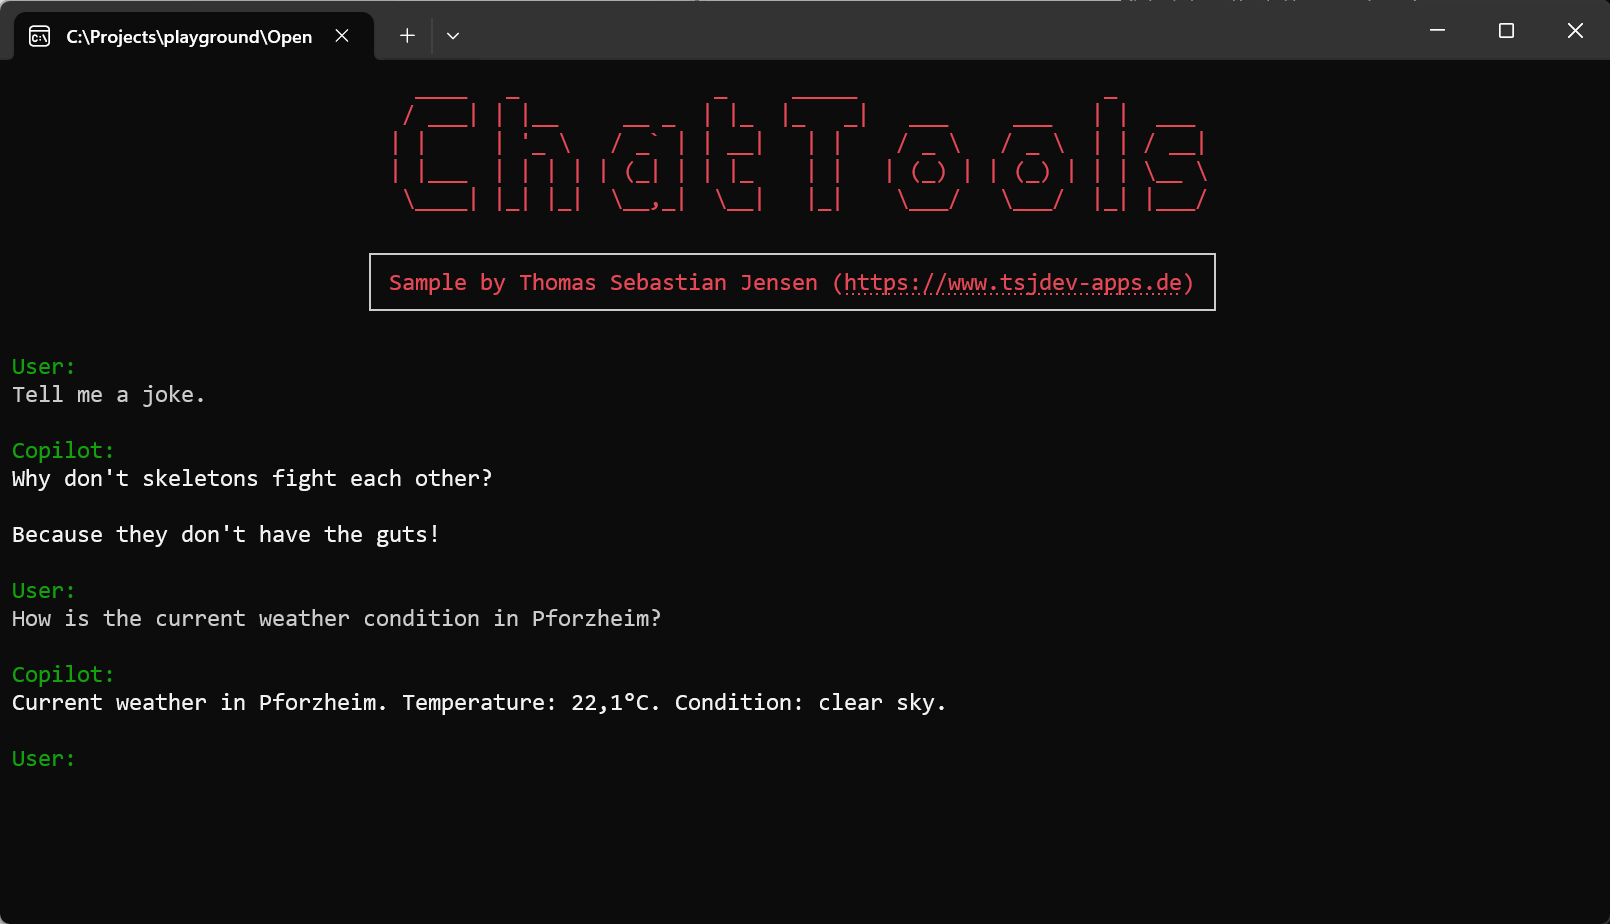 C:\Projects\playground\Open
ChatTools
Sample by Thomas Sebastian Jensen (https://www.tsjdev-apps.de)
User:
Tell me a joke.
Copilot:
Why don't skeletons fight each other?
Because they don't have the guts!
User:
How is the current weather condition in Pforzheim?
Copilot:
Current weather in Pforzheim. Temperature: 22,1°C. Condition: clear sky.
User: